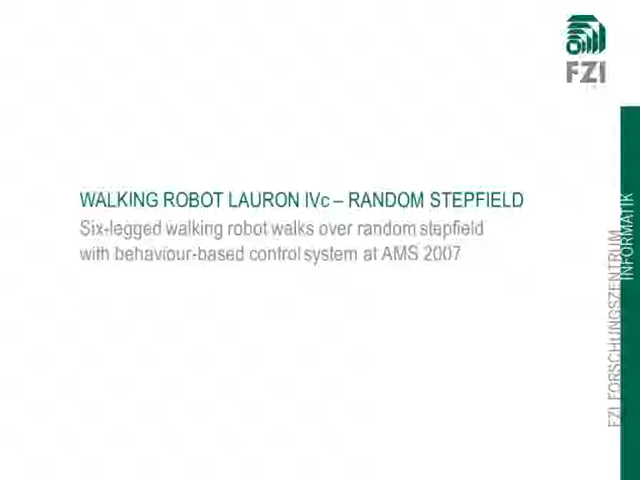 FZI
WALKING ROBOT LAURON IVc – RANDOM STEPFIELD
Six-legged walking robot walks over random stepfield
with behaviour-based control system at AMS 2007
FZI FORSCHUNGSZENTRUM
INFORMATIK